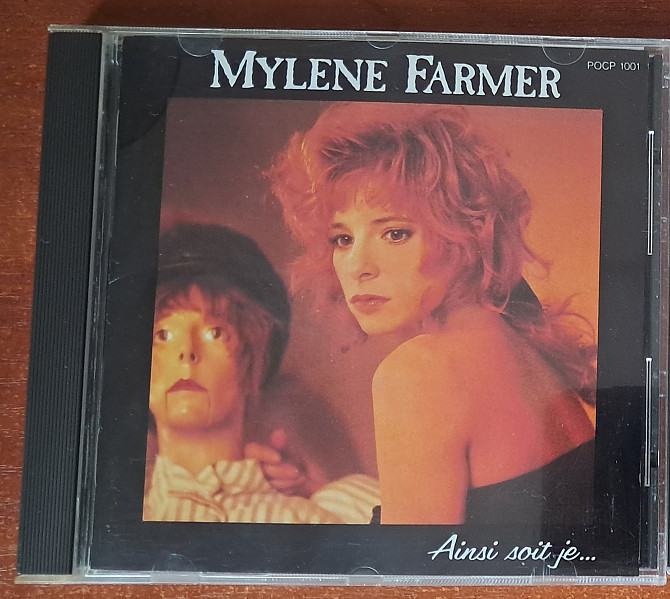 MYLENE FARMER
POCP 1001
Ainsi soit je...